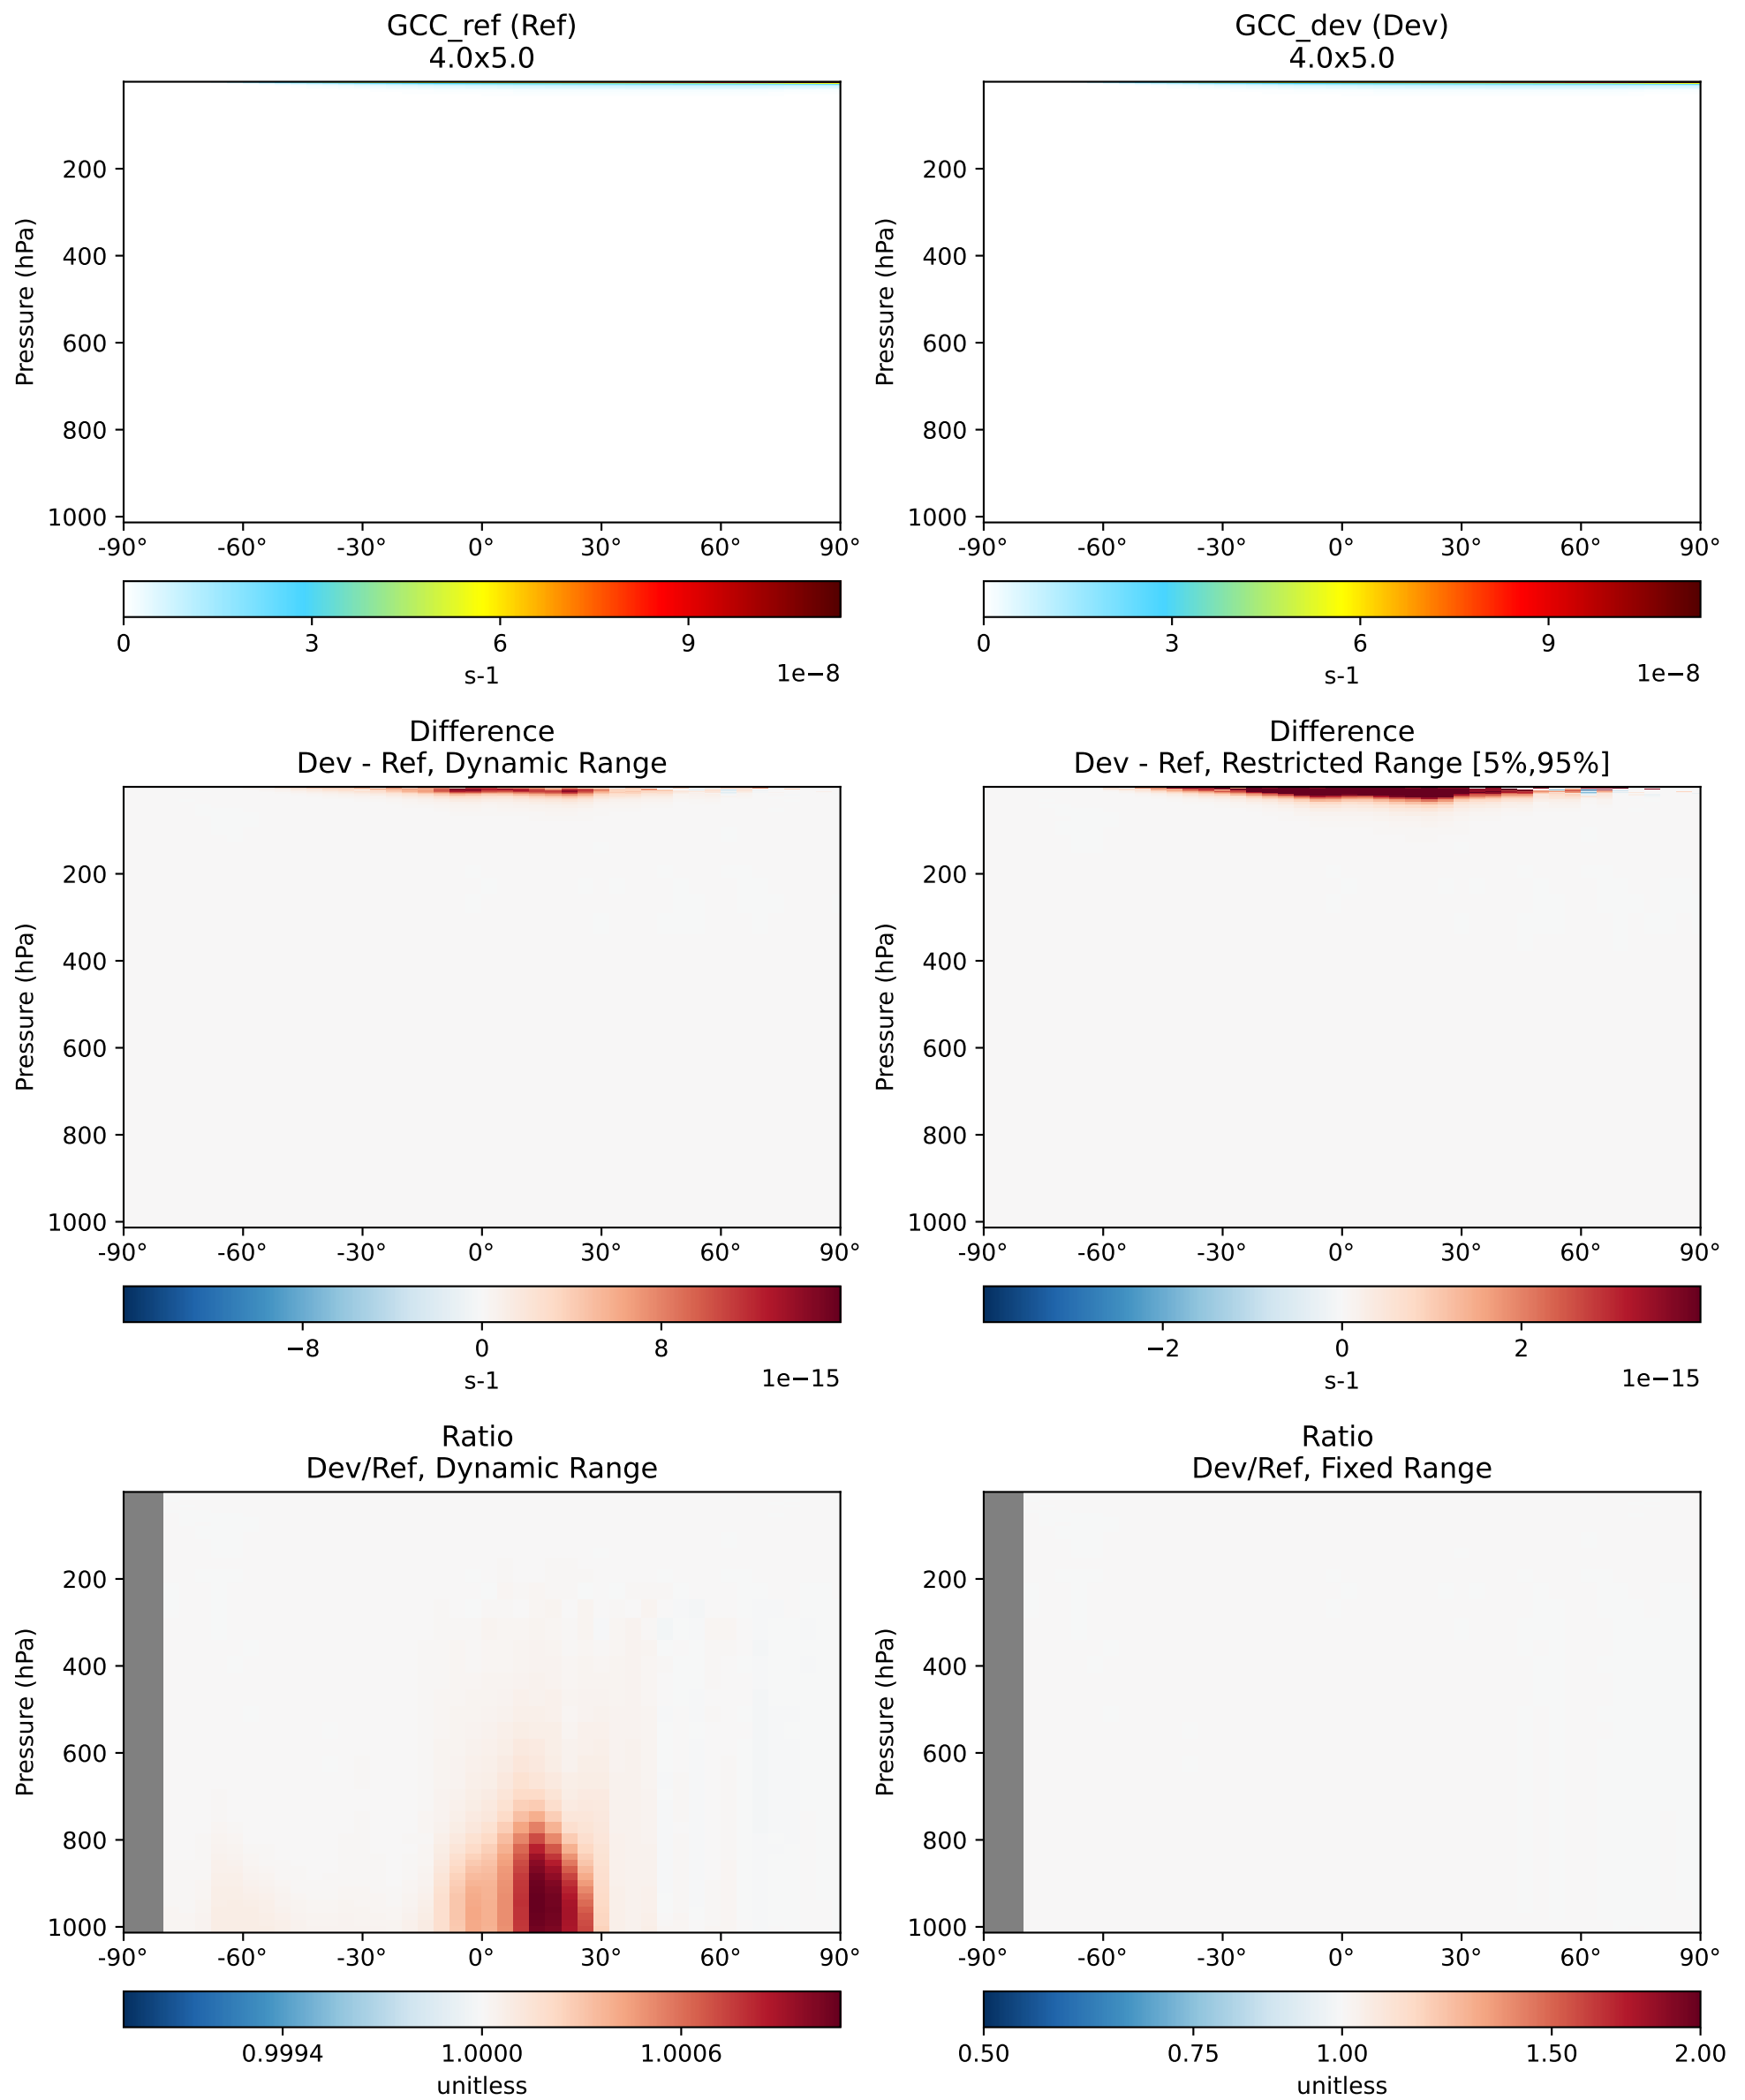 GCC_ref (Ref)
4.0x5.0
GCC_dev (Dev)
4.0x5.0
Pressure (hPa)
200
400
600
800
1000
-90° -60° -30° 0° 30° 60° 90°
0 3 6 9
s-1
1e−8
Pressure (hPa)
200
400
600
800
1000
-90° -60° -30° 0° 30° 60° 90°
0 3 6 9
s-1
1e−8
Difference
Dev - Ref, Dynamic Range
Difference
Dev - Ref, Restricted Range [5%,95%]
Pressure (hPa)
200
400
600
800
1000
-90° -60° -30° 0° 30° 60° 90°
−8 0 8
s-1
1e−15
Pressure (hPa)
200
400
600
800
1000
-90° -60° -30° 0° 30° 60° 90°
−2 0 2
s-1
1e−15
Ratio
Dev/Ref, Dynamic Range
Ratio
Dev/Ref, Fixed Range
Pressure (hPa)
200
400
600
800
1000
-90° -60° -30° 0° 30° 60° 90°
0.9994 1.0000 1.0006
unitless
Pressure (hPa)
200
400
600
800
1000
-90° -60° -30° 0° 30° 60° 90°
0.50 0.75 1.00 1.50 2.00
unitless